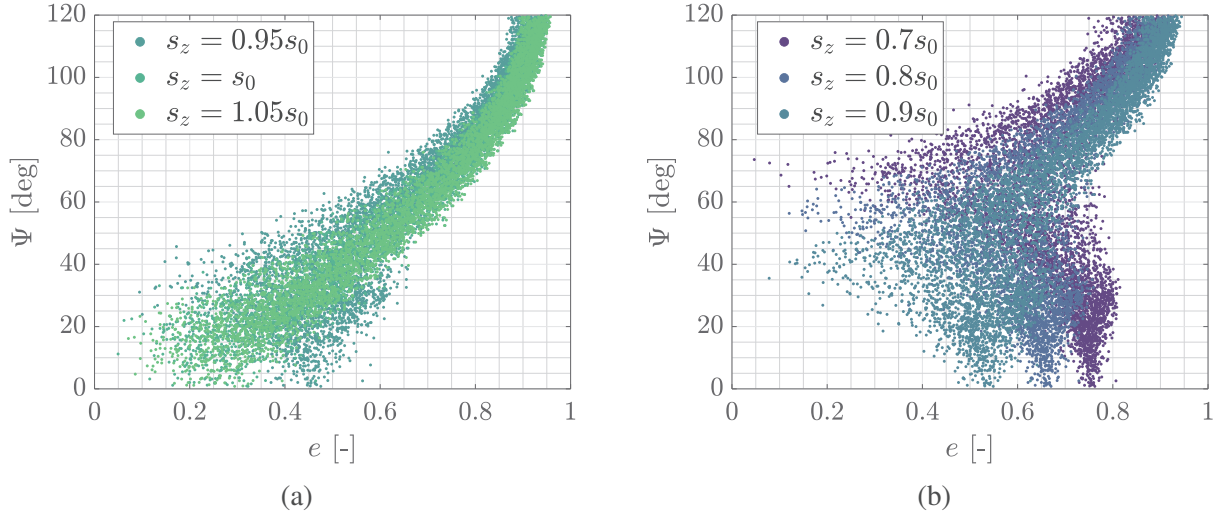 120
100
80
60
40
20
0
Ψ [deg]
s_z = 0.95s_0
s_z = s_0
s_z = 1.05s_0
0 0.2 0.4 0.6 0.8 1
e [-]
(a)
120
100
80
60
40
20
0
Ψ [deg]
s_z = 0.7s_0
s_z = 0.8s_0
s_z = 0.9s_0
0 0.2 0.4 0.6 0.8 1
e [-]
(b)